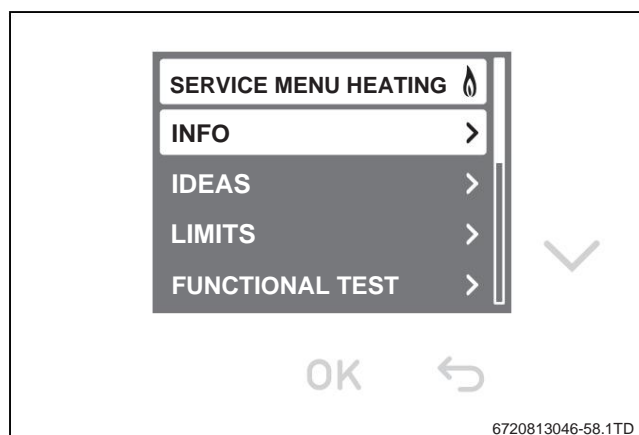 SERVICE MENU HEATING
INFO
IDEAS
LIMITS
FUNCTIONAL TEST
OK
6720813046-58.1TD